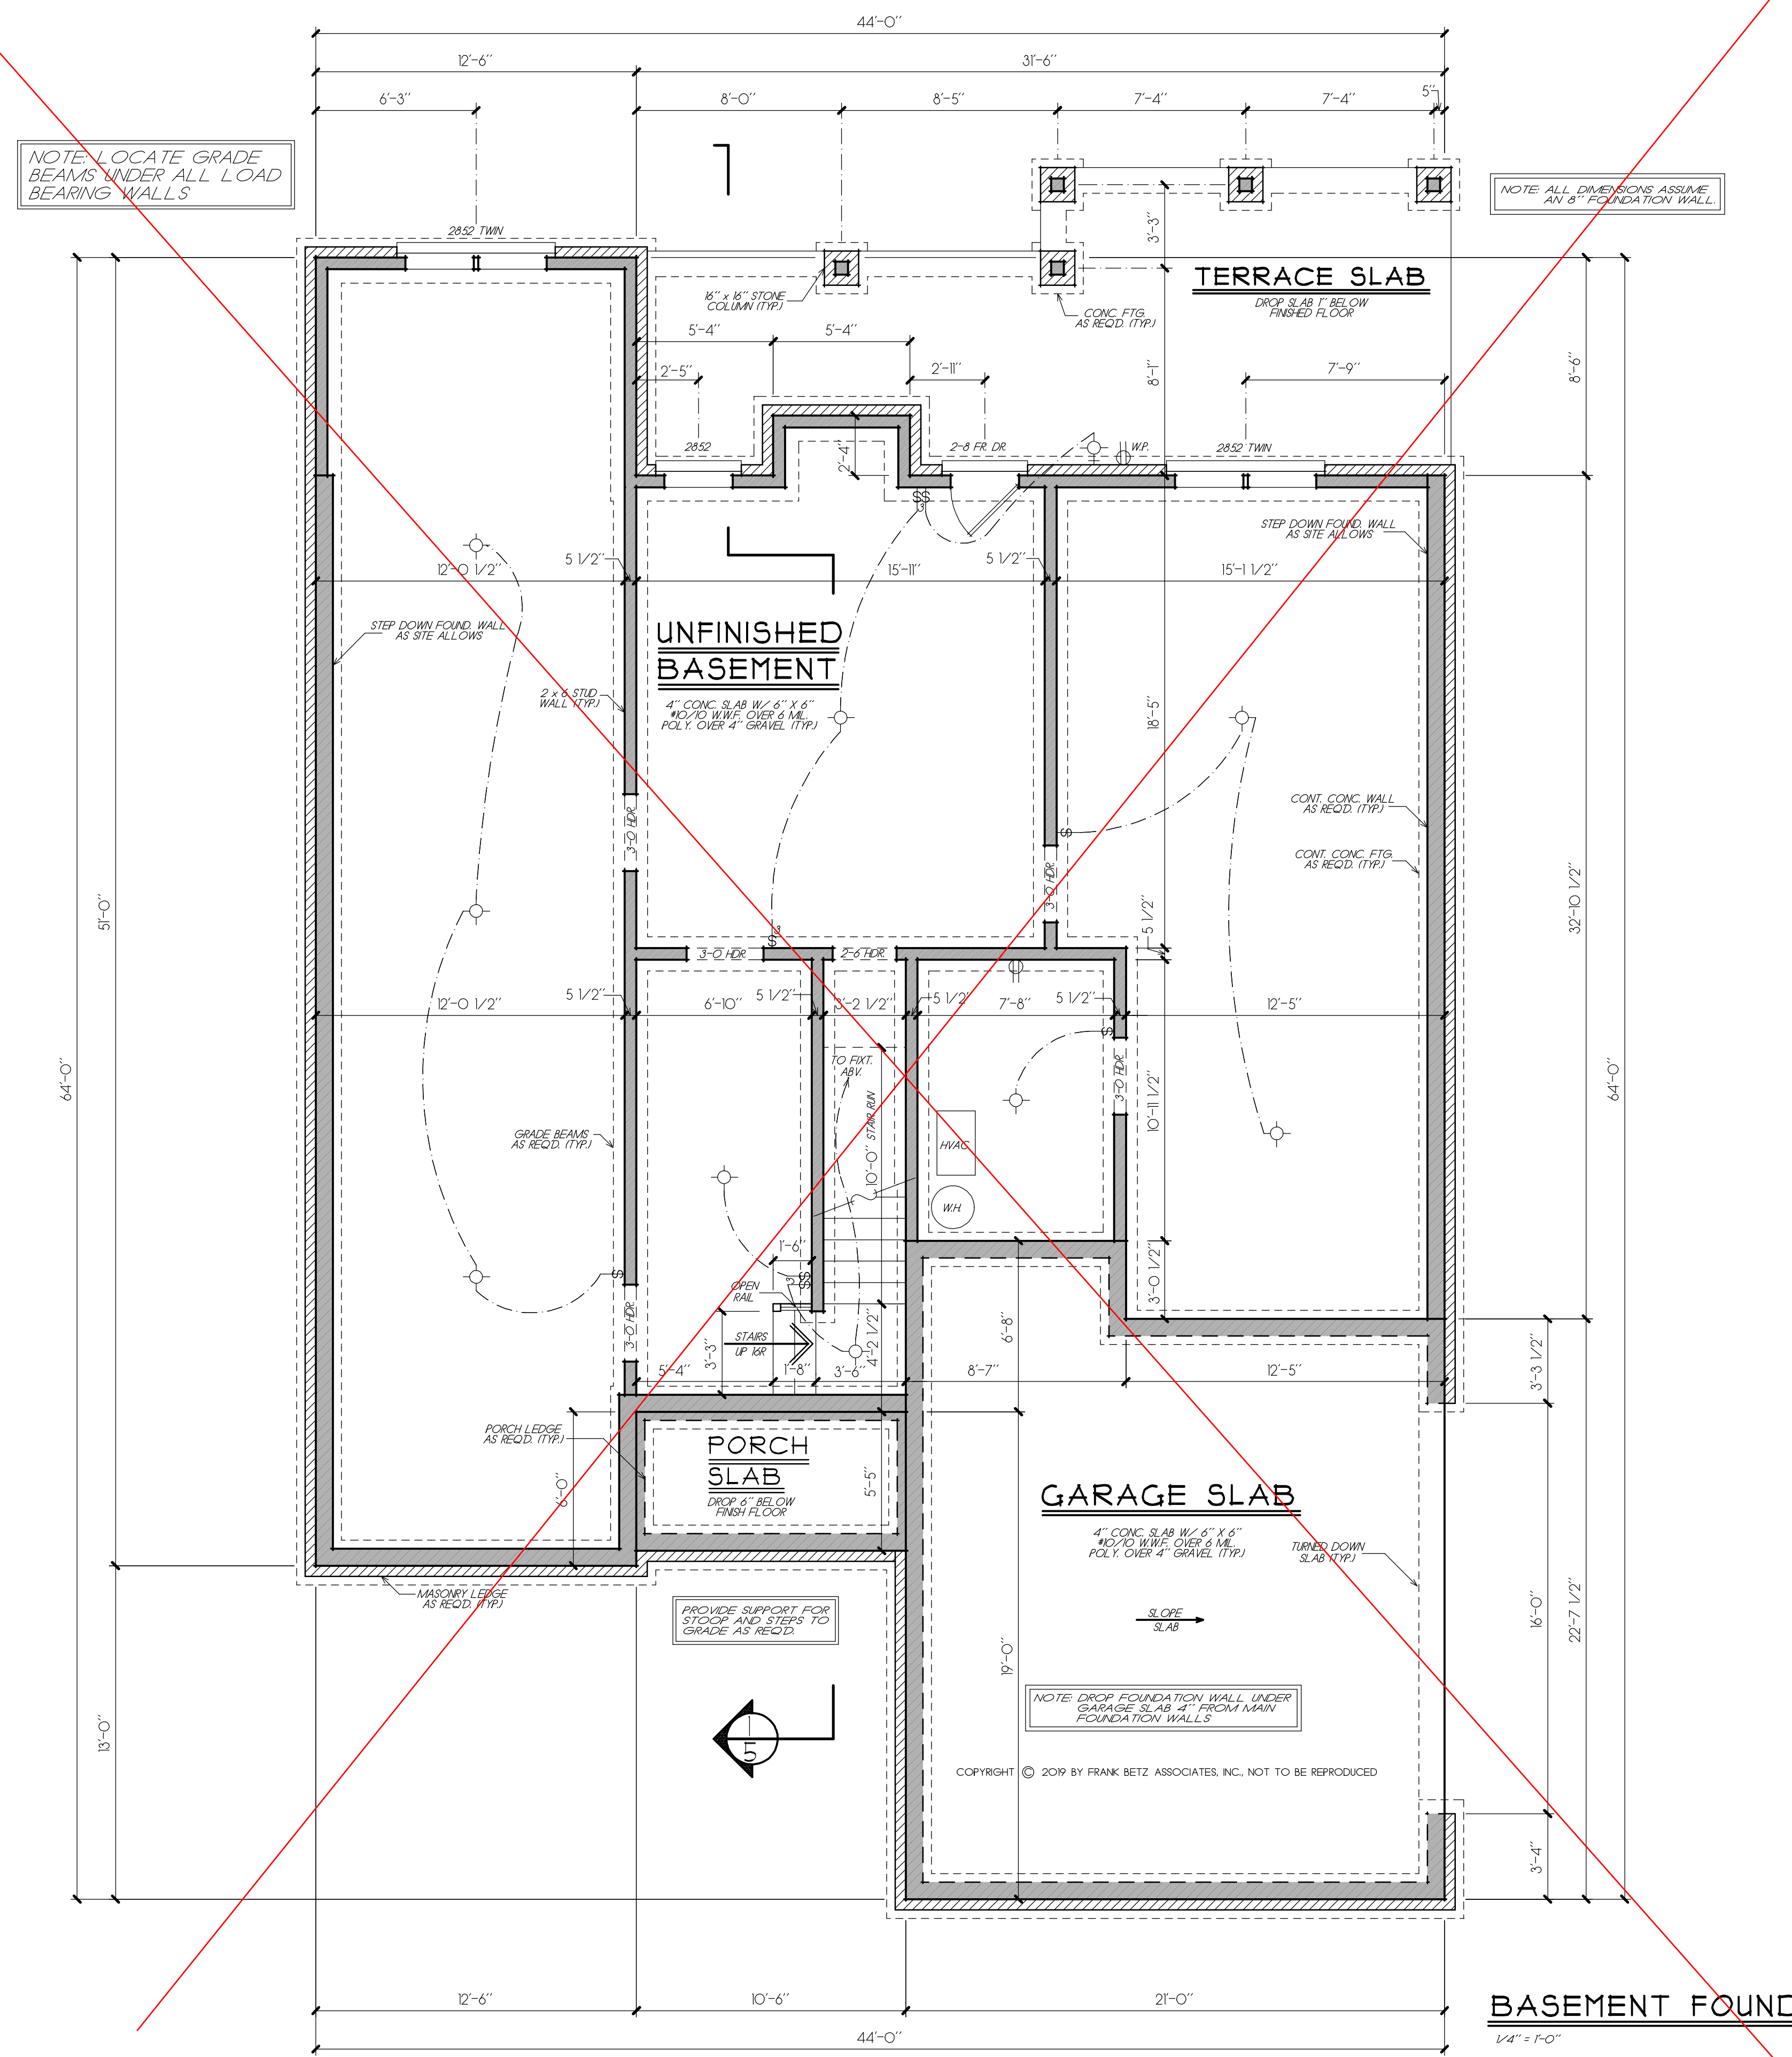 44'-0"
12'-6"
31'-6"
6'-3"
8'-0"
8'-5"
7'-4"
7'-4"
5"
NOTE: LOCATE GRADE
BEAMS UNDER ALL LOAD
BEARING WALLS
NOTE: ALL DIMENSIONS ASSUME
AN 8" FOUNDATION WALL.
2852 TWIN
3'-3"
TERRACE SLAB
DROP SLAB 1" BELOW
FINISHED FLOOR
16" x 16" STONE
COLUMN (TYP.)
CONC. FTG.
AS REQ'D. (TYP.)
5'-4"
5'-4"
2'-5"
2'-11"
8'-1"
7'-9"
8'-6"
2852
2'-4"
2-8 FR. DR.
W.P.
2852 TWIN
$$
3
STEP DOWN FOUND. WALL
AS SITE ALLOWS
12'-0 1/2"
5 1/2"
15'-11"
5 1/2"
15'-1 1/2"
STEP DOWN FOUND. WALL
AS SITE ALLOWS
UNFINISHED
BASEMENT
4" CONC. SLAB W/ 6" X 6"
#10/10 W.W.F. OVER 6 MIL.
POLY. OVER 4" GRAVEL (TYP.)
2 x 6 STUD
WALL (TYP.)
18'-5"
3-0 HDR.
$
CONT. CONC. WALL
AS REQ'D. (TYP.)
CONT. CONC. FTG.
AS REQ'D. (TYP.)
3-0 HDR.
51'-0"
32'-10 1/2"
$3
5 1/2"
3-0 HDR.
2-6 HDR.
12'-0 1/2"
5 1/2"
6'-10"
5 1/2"
3'-2 1/2"
5 1/2"
7'-8"
5 1/2"
12'-5"
$
64'-0"
64'-0"
TO FIXT.
ABV.
3-0 HDR.
10'-11 1/2"
10'-0" STAIR RUN
GRADE BEAMS
AS REQ'D. (TYP.)
HVAC
W.H.
1'-6"
$
3
$$
OPEN
RAIL
3'-0 1/2"
3-0 HDR.
STAIRS
UP 16R
3'-3"
4'-2 1/2"
6'-8"
3'-3 1/2"
5'-4"
1'-8"
3'-6"
8'-7"
12'-5"
PORCH LEDGE
AS REQ'D. (TYP.)
PORCH
SLAB
DROP 6" BELOW
FINISH FLOOR
6'-0"
5'-5"
GARAGE SLAB
4" CONC. SLAB W/ 6" X 6"
#10/10 W.W.F. OVER 6 MIL.
POLY. OVER 4" GRAVEL (TYP.)
TURNED DOWN
SLAB (TYP.)
MASONRY LEDGE
AS REQ'D. (TYP.)
PROVIDE SUPPORT FOR
STOOP AND STEPS TO
GRADE AS REQ'D.
SLOPE
SLAB
16'-0"
22'-7 1/2"
19'-0"
NOTE: DROP FOUNDATION WALL UNDER
GARAGE SLAB 4" FROM MAIN
FOUNDATION WALLS
13'-0"
1
5
COPYRIGHT © 2019 BY FRANK BETZ ASSOCIATES, INC., NOT TO BE REPRODUCED
3'-4"
12'-6"
10'-6"
21'-0"
44'-0"
BASEMENT FOUND
1/4" = 1'-0"